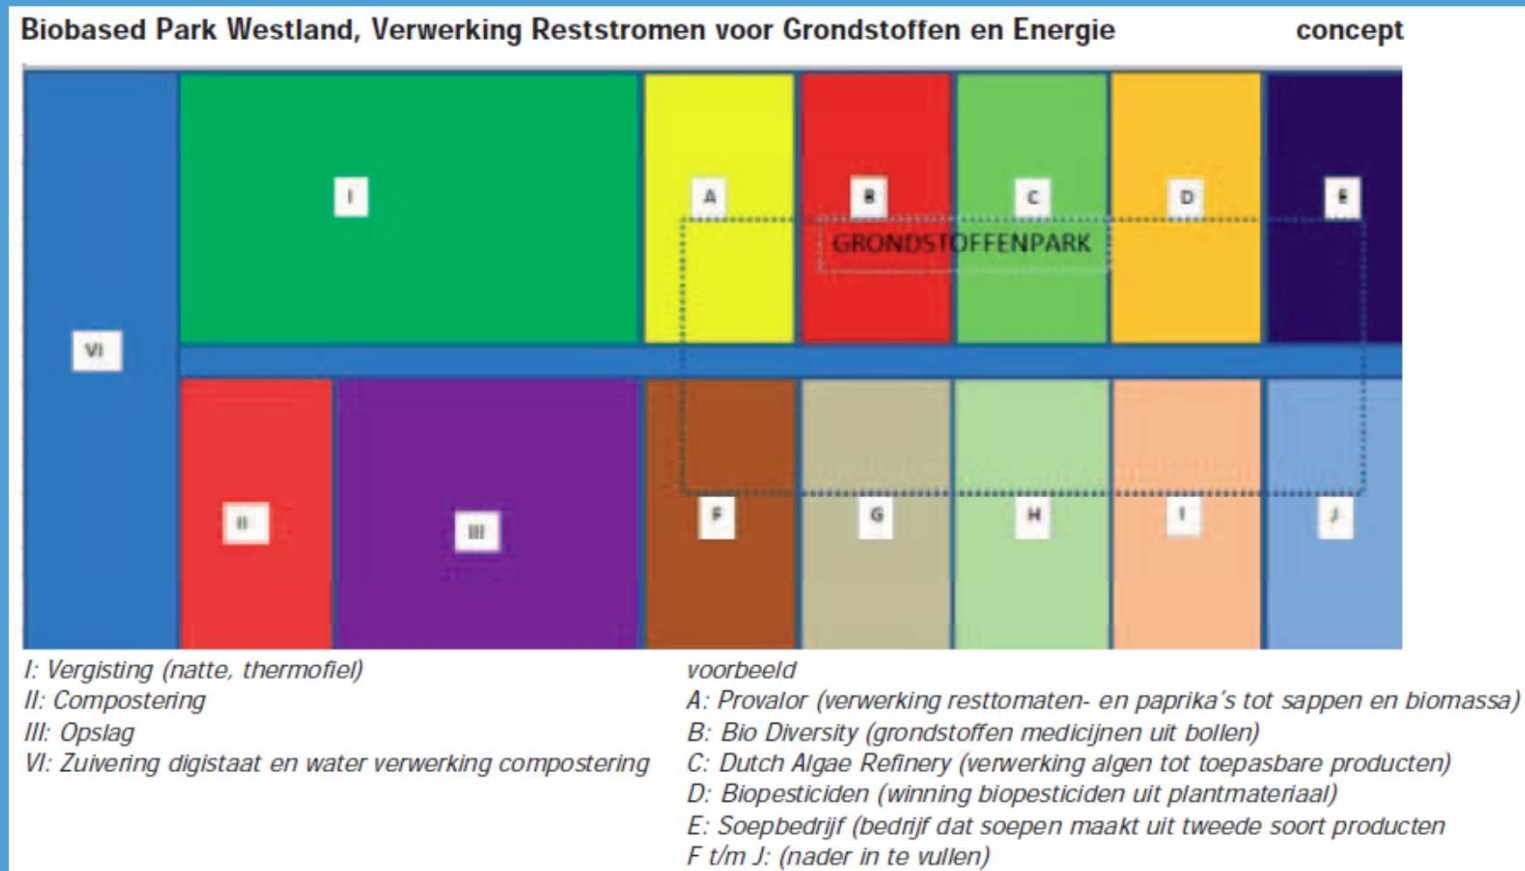 Biobased Park Westland, Verwerking Reststromen voor Grondstoffen en Energie concept
I A B C D E
GRONDSTOFFENPARK
VI
II III F G H I J
I: Vergisting (natte, thermofiel)
II: Compostering
III: Opslag
VI: Zuivering digistaat en water verwerking compostering
voorbeeld
A: Provalor (verwerking resttomaten- en paprika's tot sappen en biomassa)
B: Bio Diversity (grondstoffen medicijnen uit bollen)
C: Dutch Algae Refinery (verwerking algen tot toepasbare producten)
D: Biopesticiden (winning biopesticiden uit plantmateriaal)
E: Soepbedrijf (bedrijf dat soepen maakt uit tweede soort producten
F t/m J: (nader in te vullen)